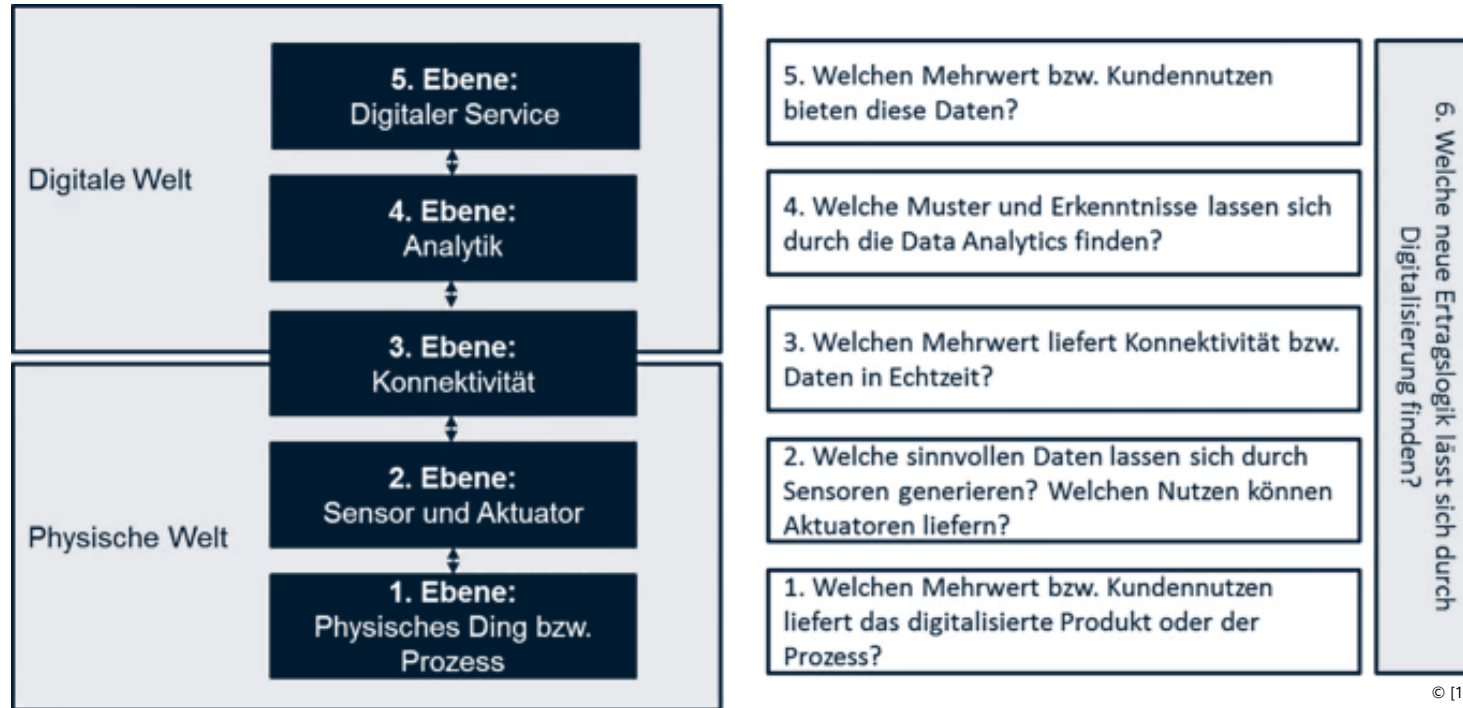 Digitale Welt
5. Ebene:
Digitaler Service
4. Ebene:
Analytik
3. Ebene:
Konnektivität
Physische Welt
2. Ebene:
Sensor und Aktuator
1. Ebene:
Physisches Ding bzw.
Prozess
5. Welchen Mehrwert bzw. Kundennutzen
bieten diese Daten?
4. Welche Muster und Erkenntnisse lassen sich
durch die Data Analytics finden?
3. Welchen Mehrwert liefert Konnektivität bzw.
Daten in Echtzeit?
2. Welche sinnvollen Daten lassen sich durch
Sensoren generieren? Welchen Nutzen können
Aktuatoren liefern?
1. Welchen Mehrwert bzw. Kundennutzen
liefert das digitalisierte Produkt oder der
Prozess?
6. Welche neue Ertragslogik lässt sich durch
Digitalisierung finden?
© [1